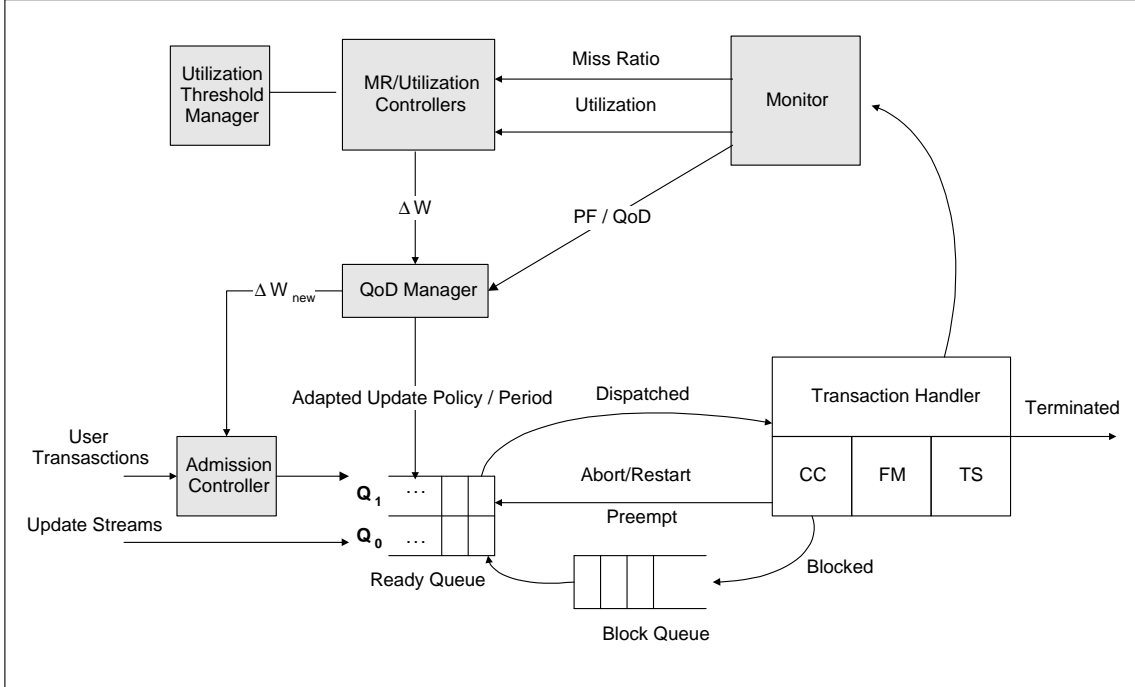 Utilization
Threshold
Manager
MR/Utilization
Controllers
Miss Ratio
Utilization
Monitor
Δ W
PF / QoD
QoD Manager
Δ W new
Adapted Update Policy / Period
Dispatched
Transaction Handler
Terminated
User
Transasctions
Admission
Controller
CC
FM
TS
Abort/Restart
Preempt
Q 1
...
Update Streams
Q 0
...
Ready Queue
Blocked
Block Queue